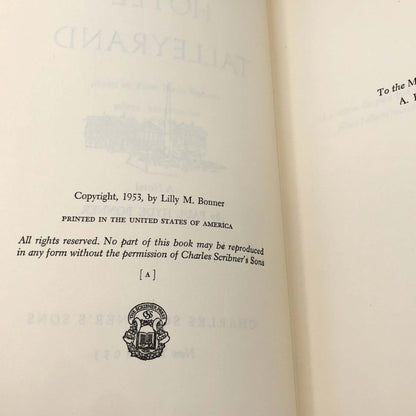 Copyright, 1953, by Lilly M. Bonner
PRINTED IN THE UNITED STATES OF AMERICA
All rights reserved. No part of this book may be reproduced
in any form without the permission of Charles Scribner's Sons
[A]
To the M
A.